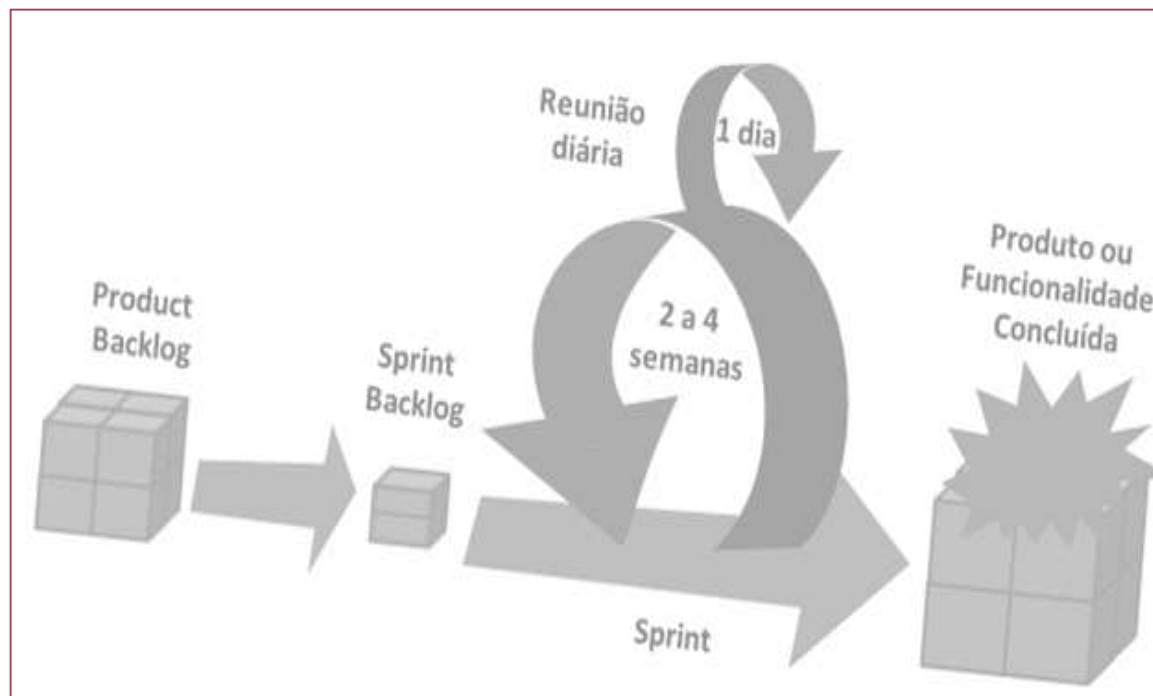 Product
Backlog
Sprint
Backlog
Reunião
diária
1 dia
2 a 4
semanas
Sprint
Produto ou
Funcionalidade
Concluída